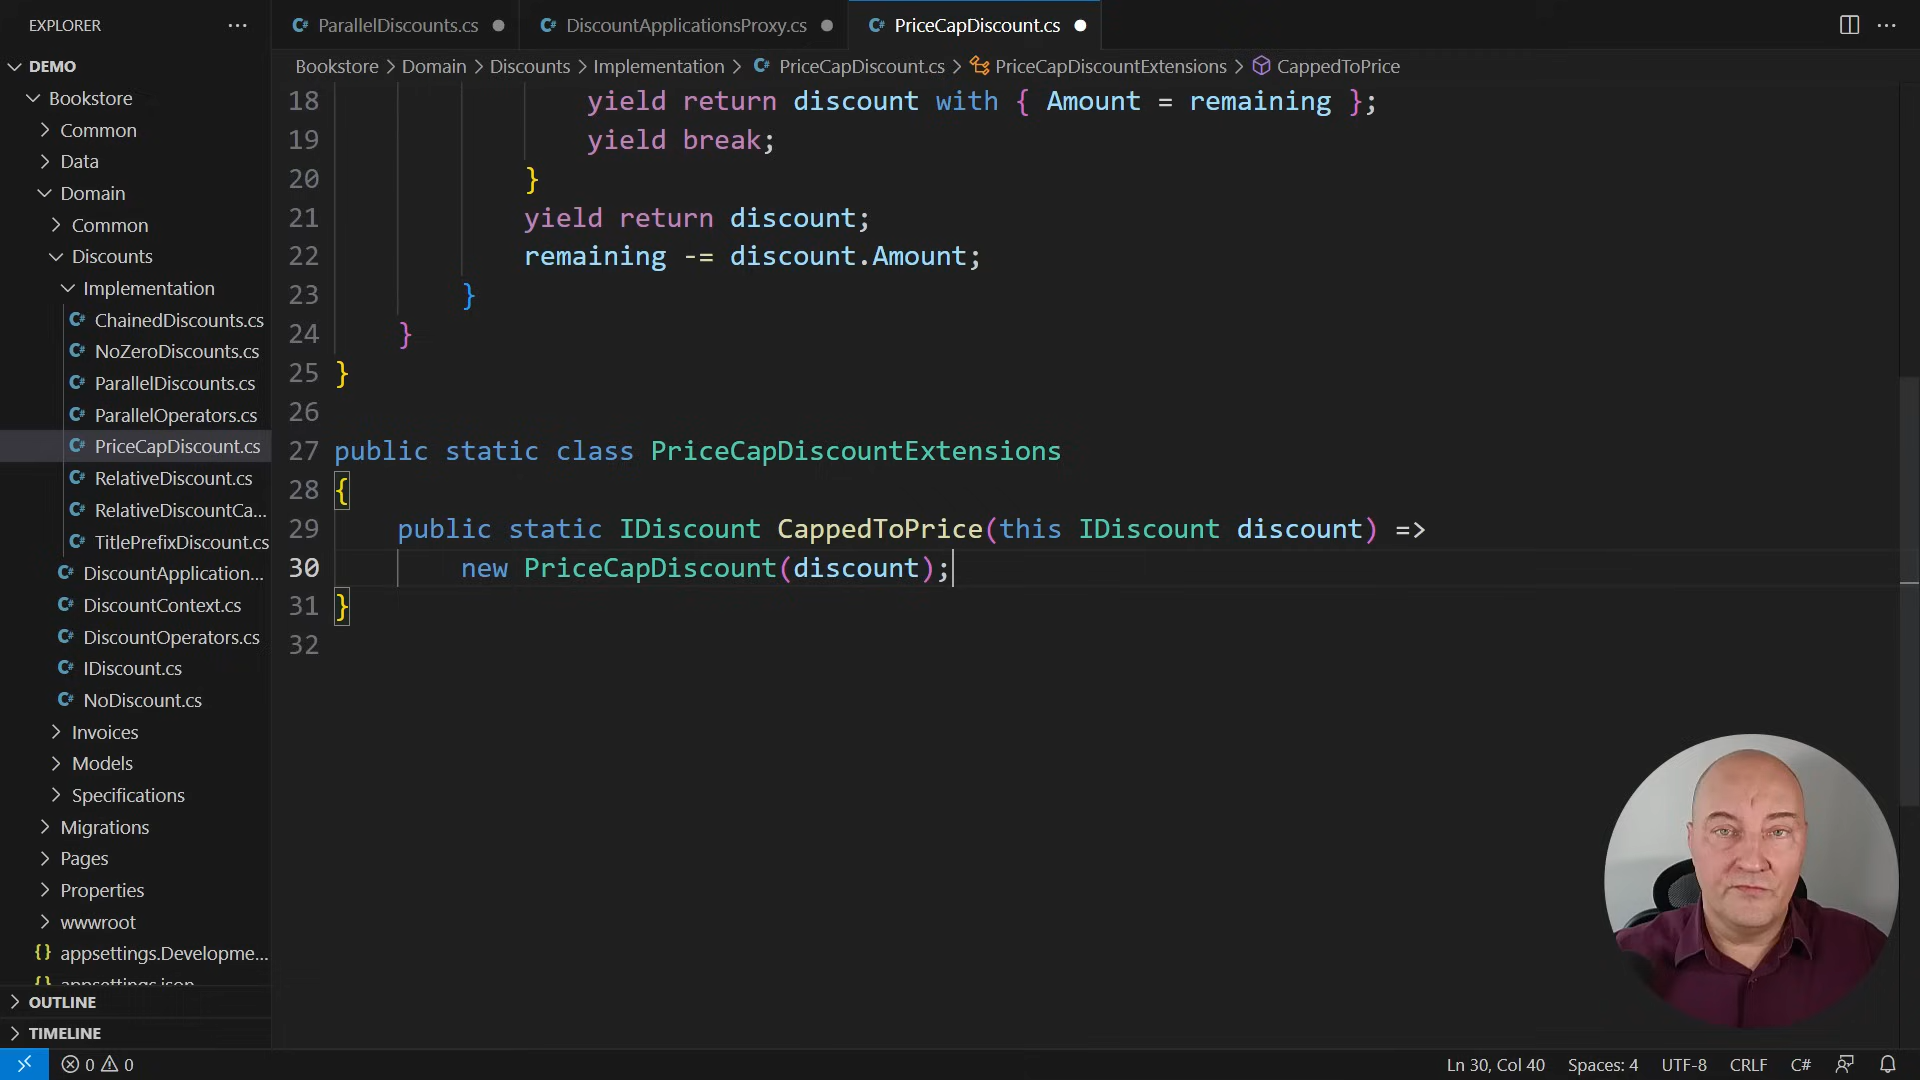 EXPLORER
DEMO
Bookstore
Common
Data
Domain
Common
Discounts
Implementation
C# ChainedDiscounts.cs
C# NoZeroDiscounts.cs
C# ParallelDiscounts.cs
C# ParallelOperators.cs
C# PriceCapDiscount.cs
C# RelativeDiscount.cs
C# RelativeDiscountCa...
C# TitlePrefixDiscount.cs
C# DiscountApplication...
C# DiscountContext.cs
C# DiscountOperators.cs
C# IDiscount.cs
C# NoDiscount.cs
Invoices
Models
Specifications
Migrations
Pages
Properties
wwwroot
{} appsettings.Developme...
{} appsettings.json
OUTLINE
TIMELINE
C# ParallelDiscounts.cs
C# DiscountApplicationsProxy.cs
C# PriceCapDiscount.cs
Bookstore > Domain > Discounts > Implementation > C# PriceCapDiscount.cs > PriceCapDiscountExtensions > CappedToPrice
18 yield return discount with { Amount = remaining };
19 yield break;
20 }
21 yield return discount;
22 remaining -= discount.Amount;
23 }
24 }
25 }
26
27 public static class PriceCapDiscountExtensions
28 {
29 public static IDiscount CappedToPrice(this IDiscount discount) =>
30 new PriceCapDiscount(discount);
31 }
32
0 0
Ln 30, Col 40
Spaces: 4
UTF-8
CRLF
C#